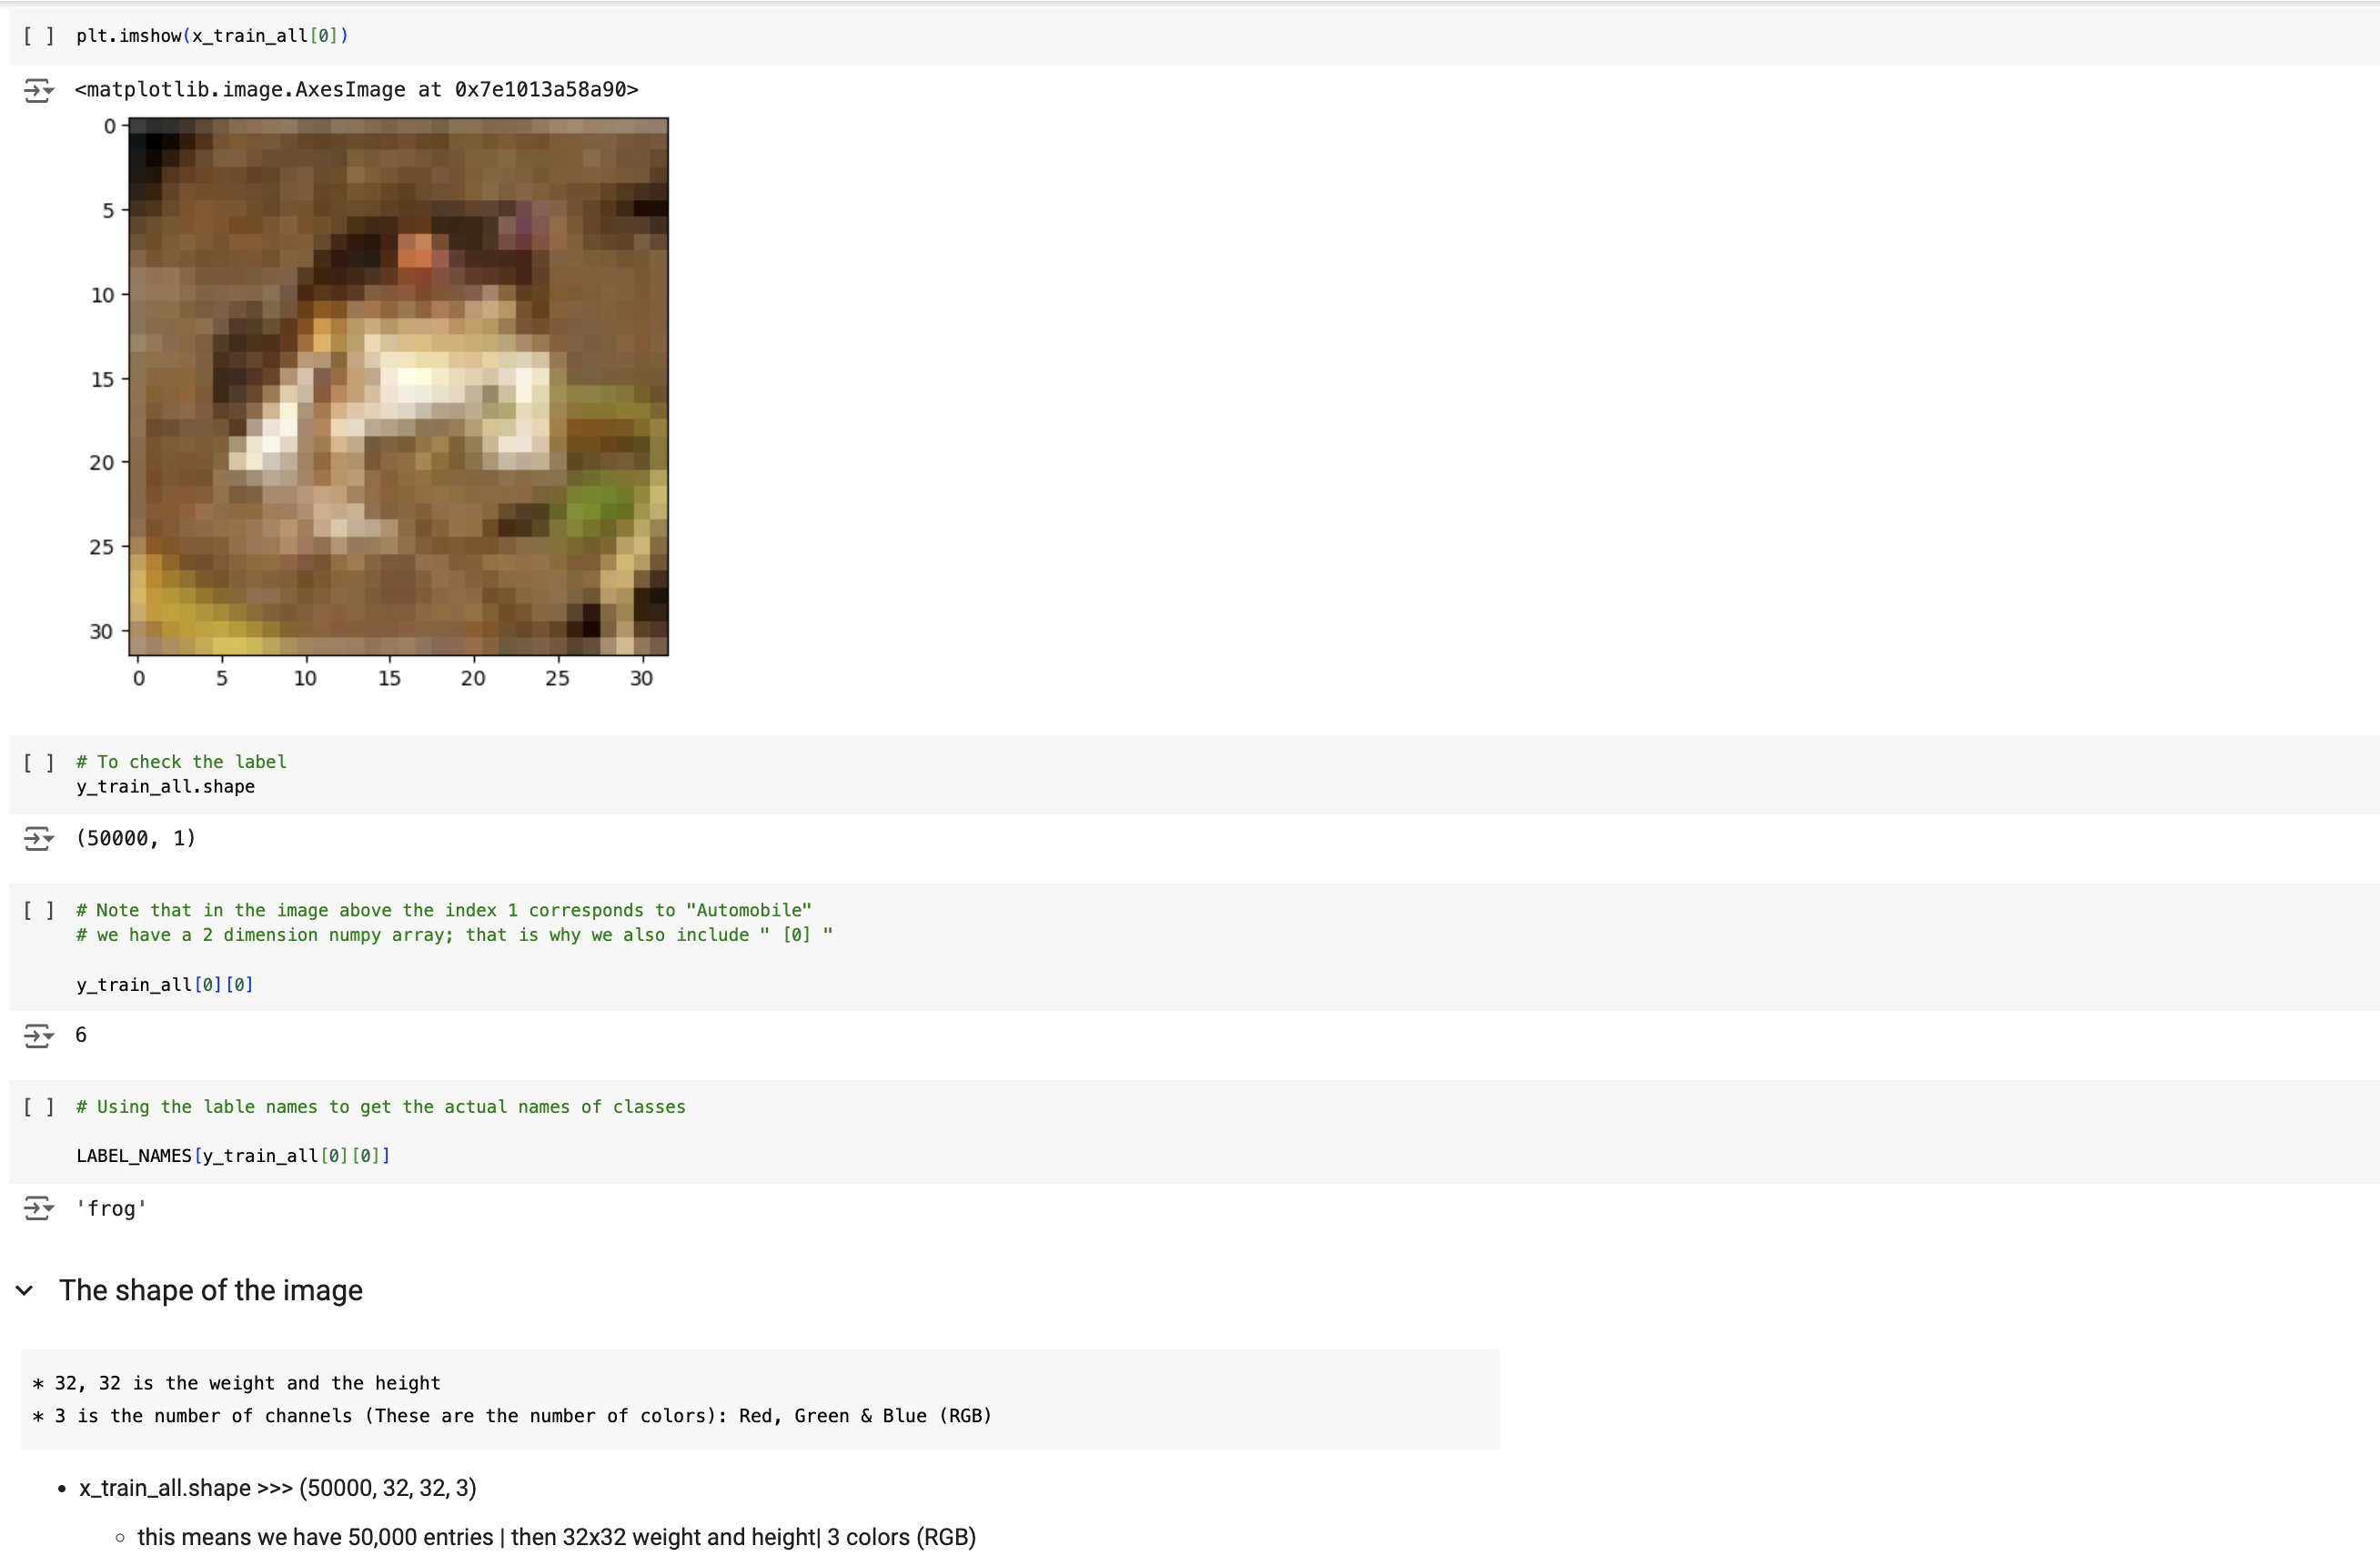 [ ] plt.imshow(x_train_all[0])
<matplotlib.image.AxesImage at 0x7e1013a58a90>
0
5
10
15
20
25
30
0 5 10 15 20 25 30
[ ] # To check the label
y_train_all.shape
(50000, 1)
[ ] # Note that in the image above the index 1 corresponds to "Automobile"
# we have a 2 dimension numpy array; that is why we also include " [0] "
y_train_all[0][0]
6
[ ] # Using the lable names to get the actual names of classes
LABEL_NAMES[y_train_all[0][0]]
'frog'
The shape of the image
* 32, 32 is the weight and the height
* 3 is the number of channels (These are the number of colors): Red, Green & Blue (RGB)
• x_train_all.shape >>> (50000, 32, 32, 3)
◦ this means we have 50,000 entries | then 32x32 weight and height| 3 colors (RGB)